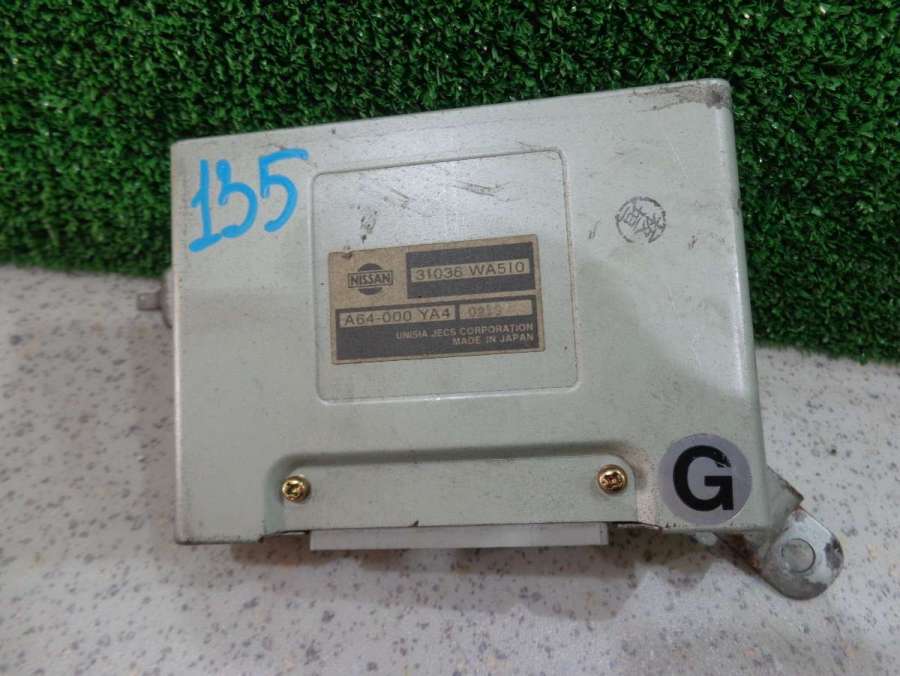 135
NISSAN
31036 WA510
A64-000 YA4
UNISIA JECS CORPORATION
MADE IN JAPAN
G